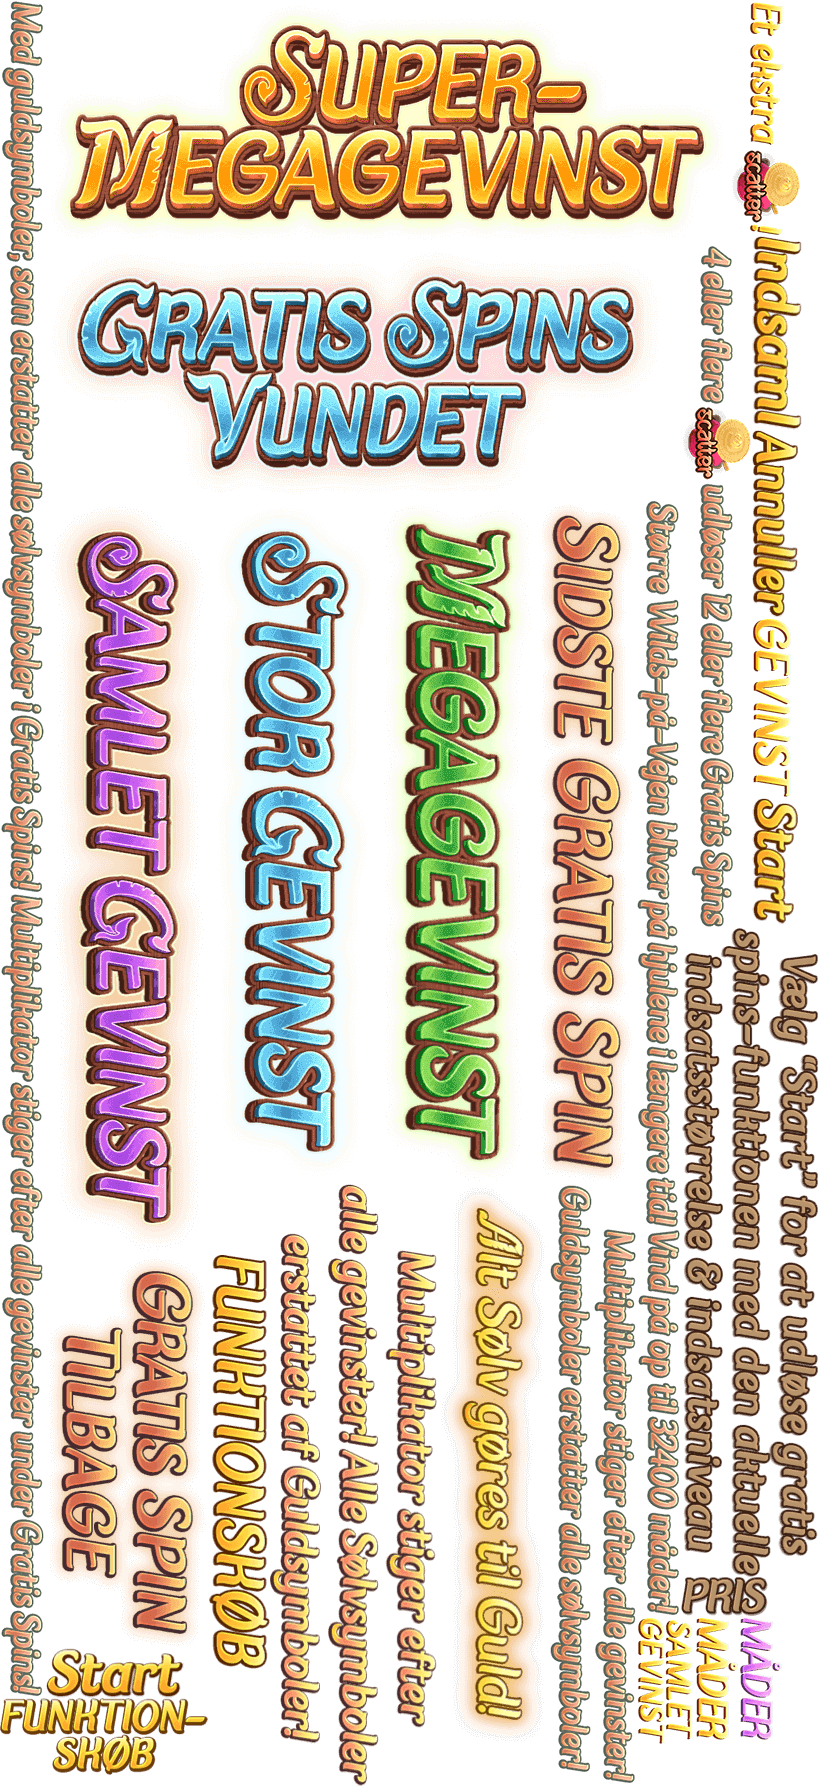 SUPER-
MEGAGEVINST
GRATIS SPINS
VUNDET
SAMLET GEVINST
STOR GEVINST
MEGAGEVINST
SIDSTE GRATIS SPIN
Med guldsymboler, som erstatter alle sølvsymboler i Gratis Spins! Multiplikator stiger efter alle gevinster under Gratis Spins!
Et ekstra scatter!
Indsaml
Annuller
GEVINST
Start
4 eller flere scatter udløser 12 eller flere Gratis Spins
Større Wilds-på-Vejen bliver på hjulene i længere tid! Vind på op til 32400 måder!
Vælg "Start" for at udløse gratis
spins-funktionen med den aktuelle
indsatsstørrelse & indsatsniveau
Multiplikator stiger efter alle gevinster!
Guldsymboler erstatter alle sølvsymboler!
Alt Sølv gøres til Guld!
Multiplikator stiger efter
alle gevinster! Alle Sølvsymboler
erstattet af Guldsymboler!
FUNKTIONSKØB
GRATIS SPIN
TILBAGE
PRIS
MÅDER
MÅDER
SAMLET
GEVINST
Start
FUNKTION-
SKØB